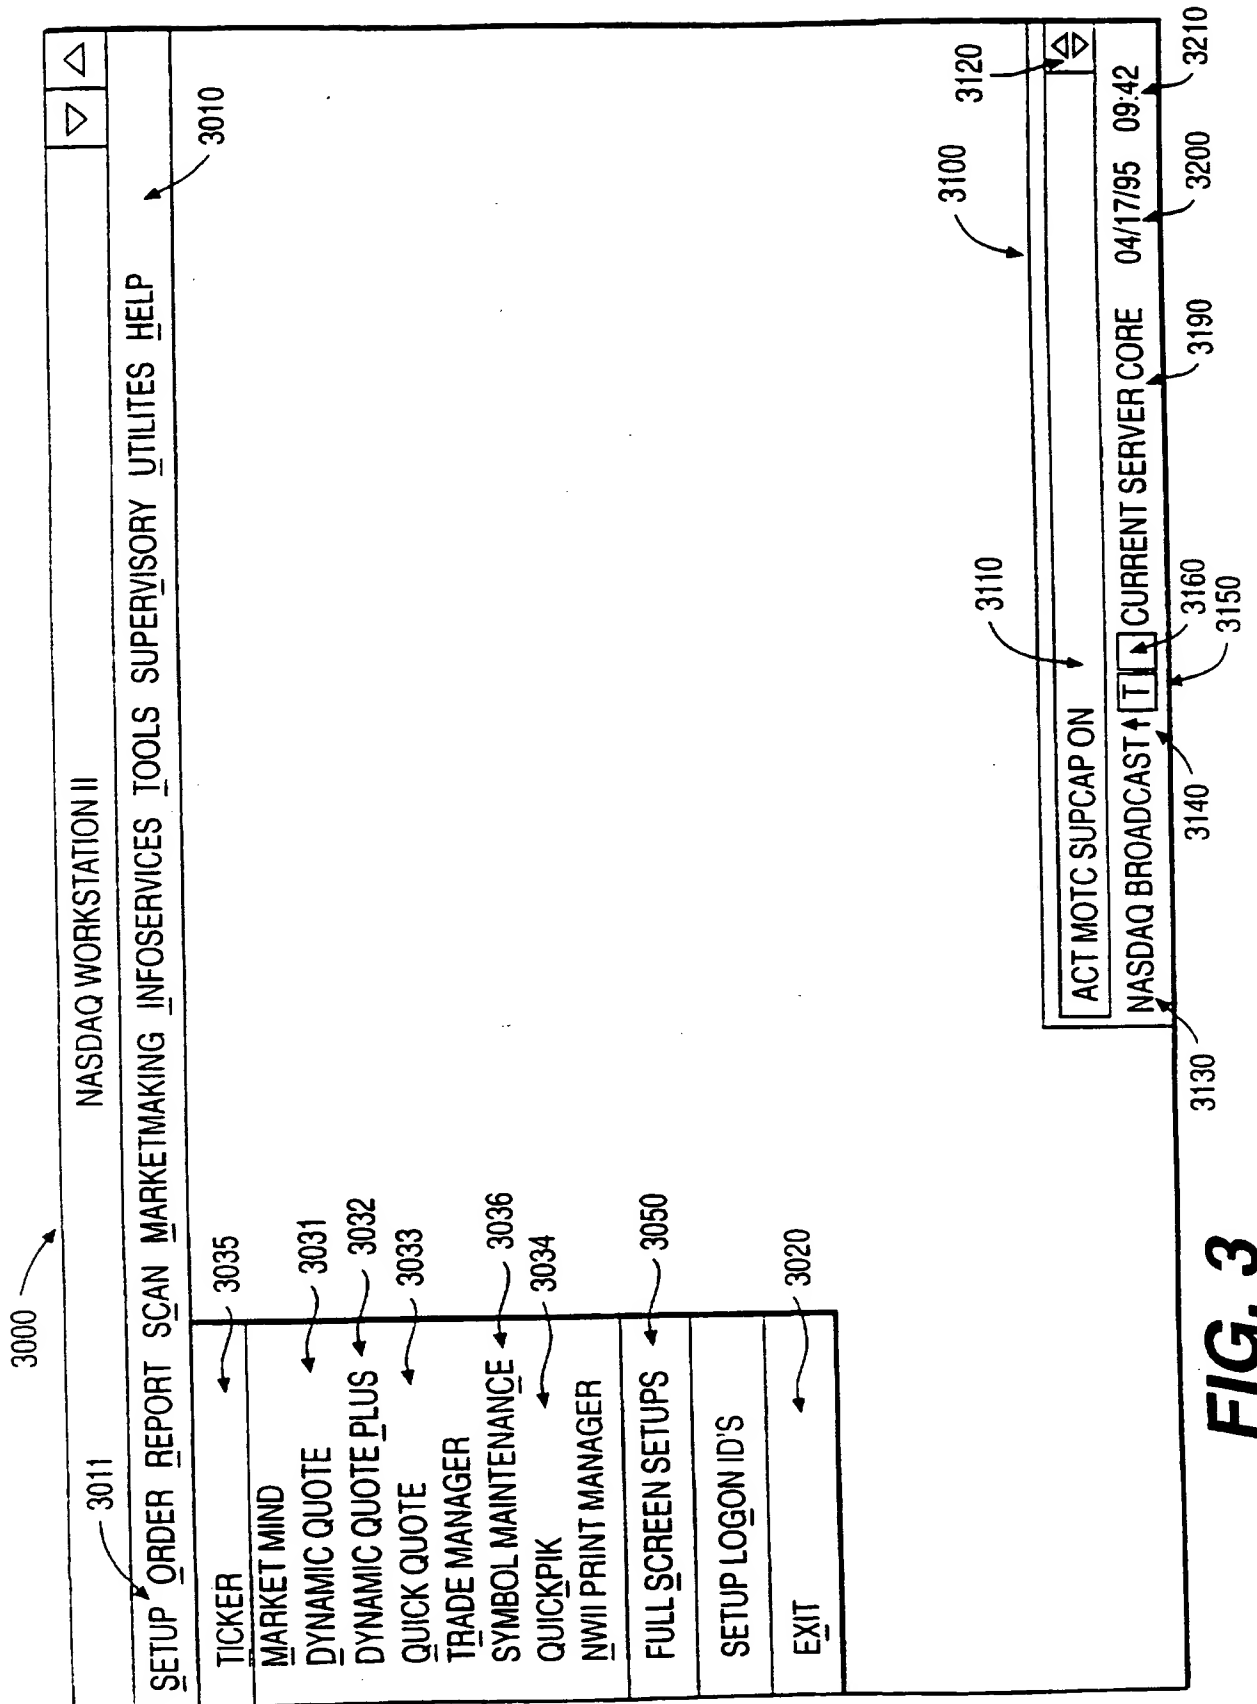 3000
NASDAQ WORKSTATION II
3011
SETUP ORDER REPORT SCAN MARKETMAKING INFOSERVICES TOOLS SUPERVISORY UTILITES HELP
3010
TICKER 3035
MARKET MIND
DYNAMIC QUOTE 3031
DYNAMIC QUOTE PLUS 3032
QUICK QUOTE 3033
TRADE MANAGER
SYMBOL MAINTENANCE 3036
QUICKPIK 3034
NWII PRINT MANAGER
FULL SCREEN SETUPS 3050
SETUP LOGON ID'S
EXIT 3020
3100
3110
3120
ACT MOTC SUPCAP ON
NASDAQ BROADCAST T CURRENT SERVER CORE 04/17/95 09:42
3130
3140
3160
3150
3190
3200
3210
FIG. 3